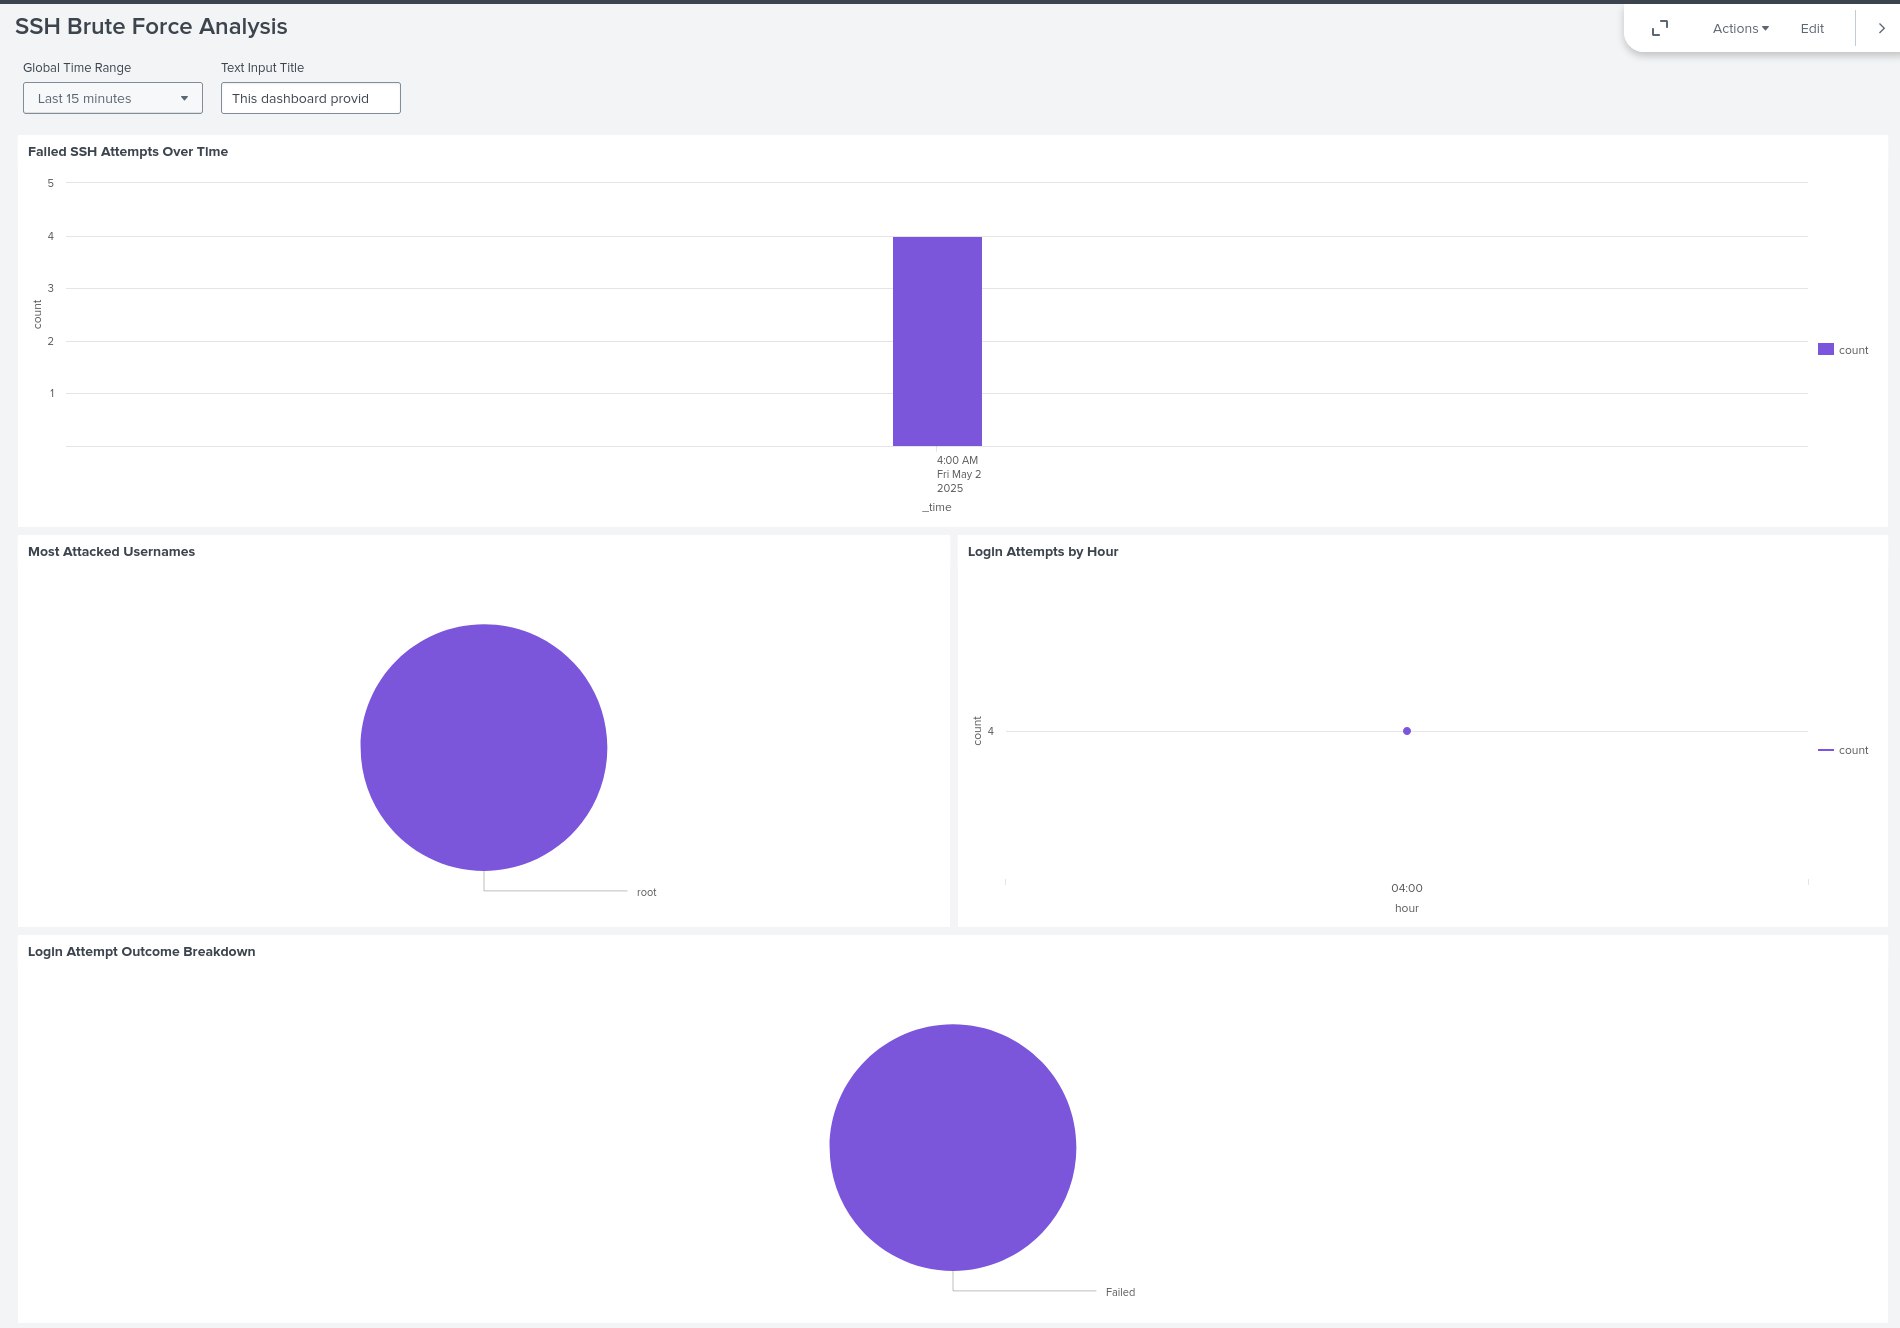 SSH Brute Force Analysis
Actions
Edit
Global Time Range
Text Input Title
Last 15 minutes
This dashboard provid
Failed SSH Attempts Over Time
5
4
3
2
1
count
count
4:00 AM
Fri May 2
2025
_time
Most Attacked Usernames
root
Login Attempts by Hour
count
4
count
04:00
hour
Login Attempt Outcome Breakdown
Failed